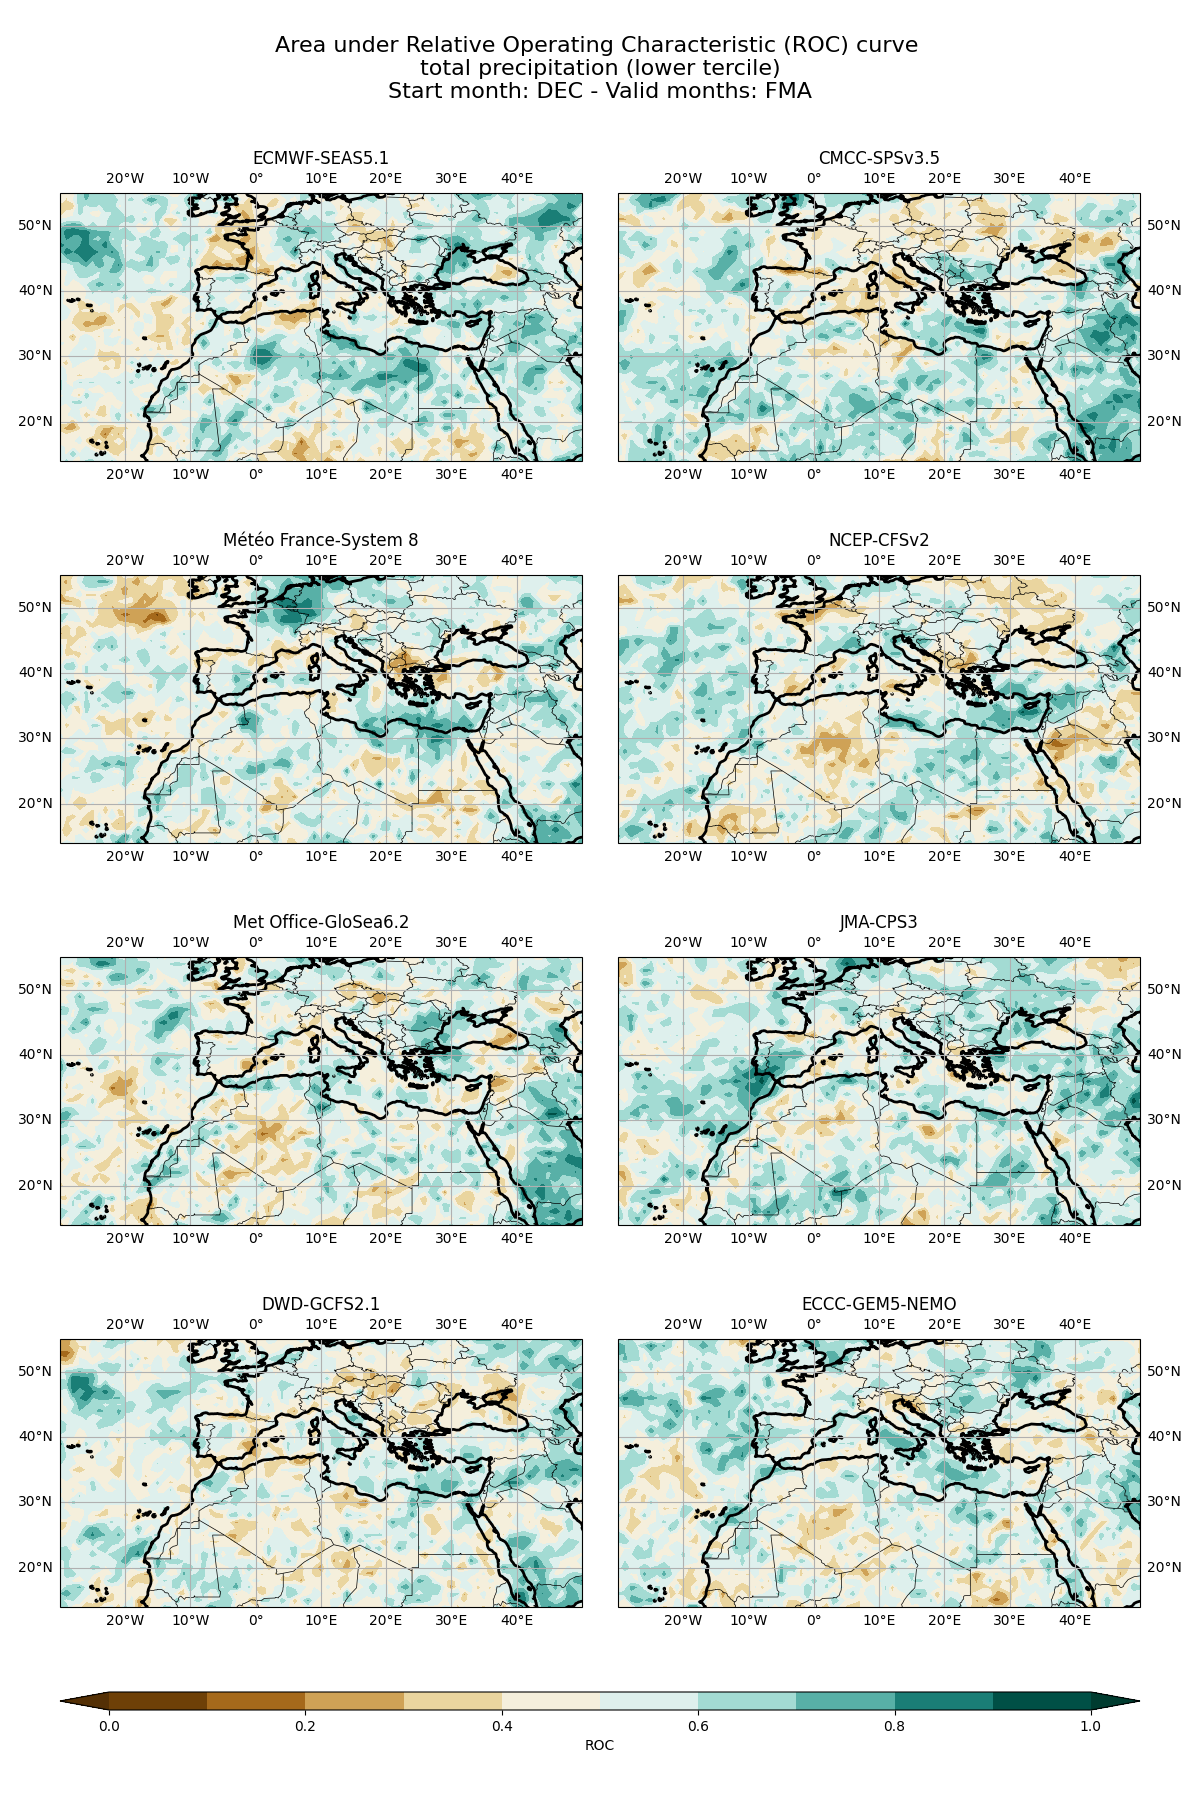 Area under Relative Operating Characteristic (ROC) curve
total precipitation (lower tercile)
Start month: DEC - Valid months: FMA
ECMWF-SEAS5.1
20°W 10°W 0° 10°E 20°E 30°E 40°E
50°N
40°N
30°N
20°N
20°W 10°W 0° 10°E 20°E 30°E 40°E
CMCC-SPSv3.5
20°W 10°W 0° 10°E 20°E 30°E 40°E
50°N
40°N
30°N
20°N
20°W 10°W 0° 10°E 20°E 30°E 40°E
Météo France-System 8
20°W 10°W 0° 10°E 20°E 30°E 40°E
50°N
40°N
30°N
20°N
20°W 10°W 0° 10°E 20°E 30°E 40°E
NCEP-CFSv2
20°W 10°W 0° 10°E 20°E 30°E 40°E
50°N
40°N
30°N
20°N
20°W 10°W 0° 10°E 20°E 30°E 40°E
Met Office-GloSea6.2
20°W 10°W 0° 10°E 20°E 30°E 40°E
50°N
40°N
30°N
20°N
20°W 10°W 0° 10°E 20°E 30°E 40°E
JMA-CPS3
20°W 10°W 0° 10°E 20°E 30°E 40°E
50°N
40°N
30°N
20°N
20°W 10°W 0° 10°E 20°E 30°E 40°E
DWD-GCFS2.1
20°W 10°W 0° 10°E 20°E 30°E 40°E
50°N
40°N
30°N
20°N
20°W 10°W 0° 10°E 20°E 30°E 40°E
ECCC-GEM5-NEMO
20°W 10°W 0° 10°E 20°E 30°E 40°E
50°N
40°N
30°N
20°N
20°W 10°W 0° 10°E 20°E 30°E 40°E
0.0 0.2 0.4 0.6 0.8 1.0
ROC